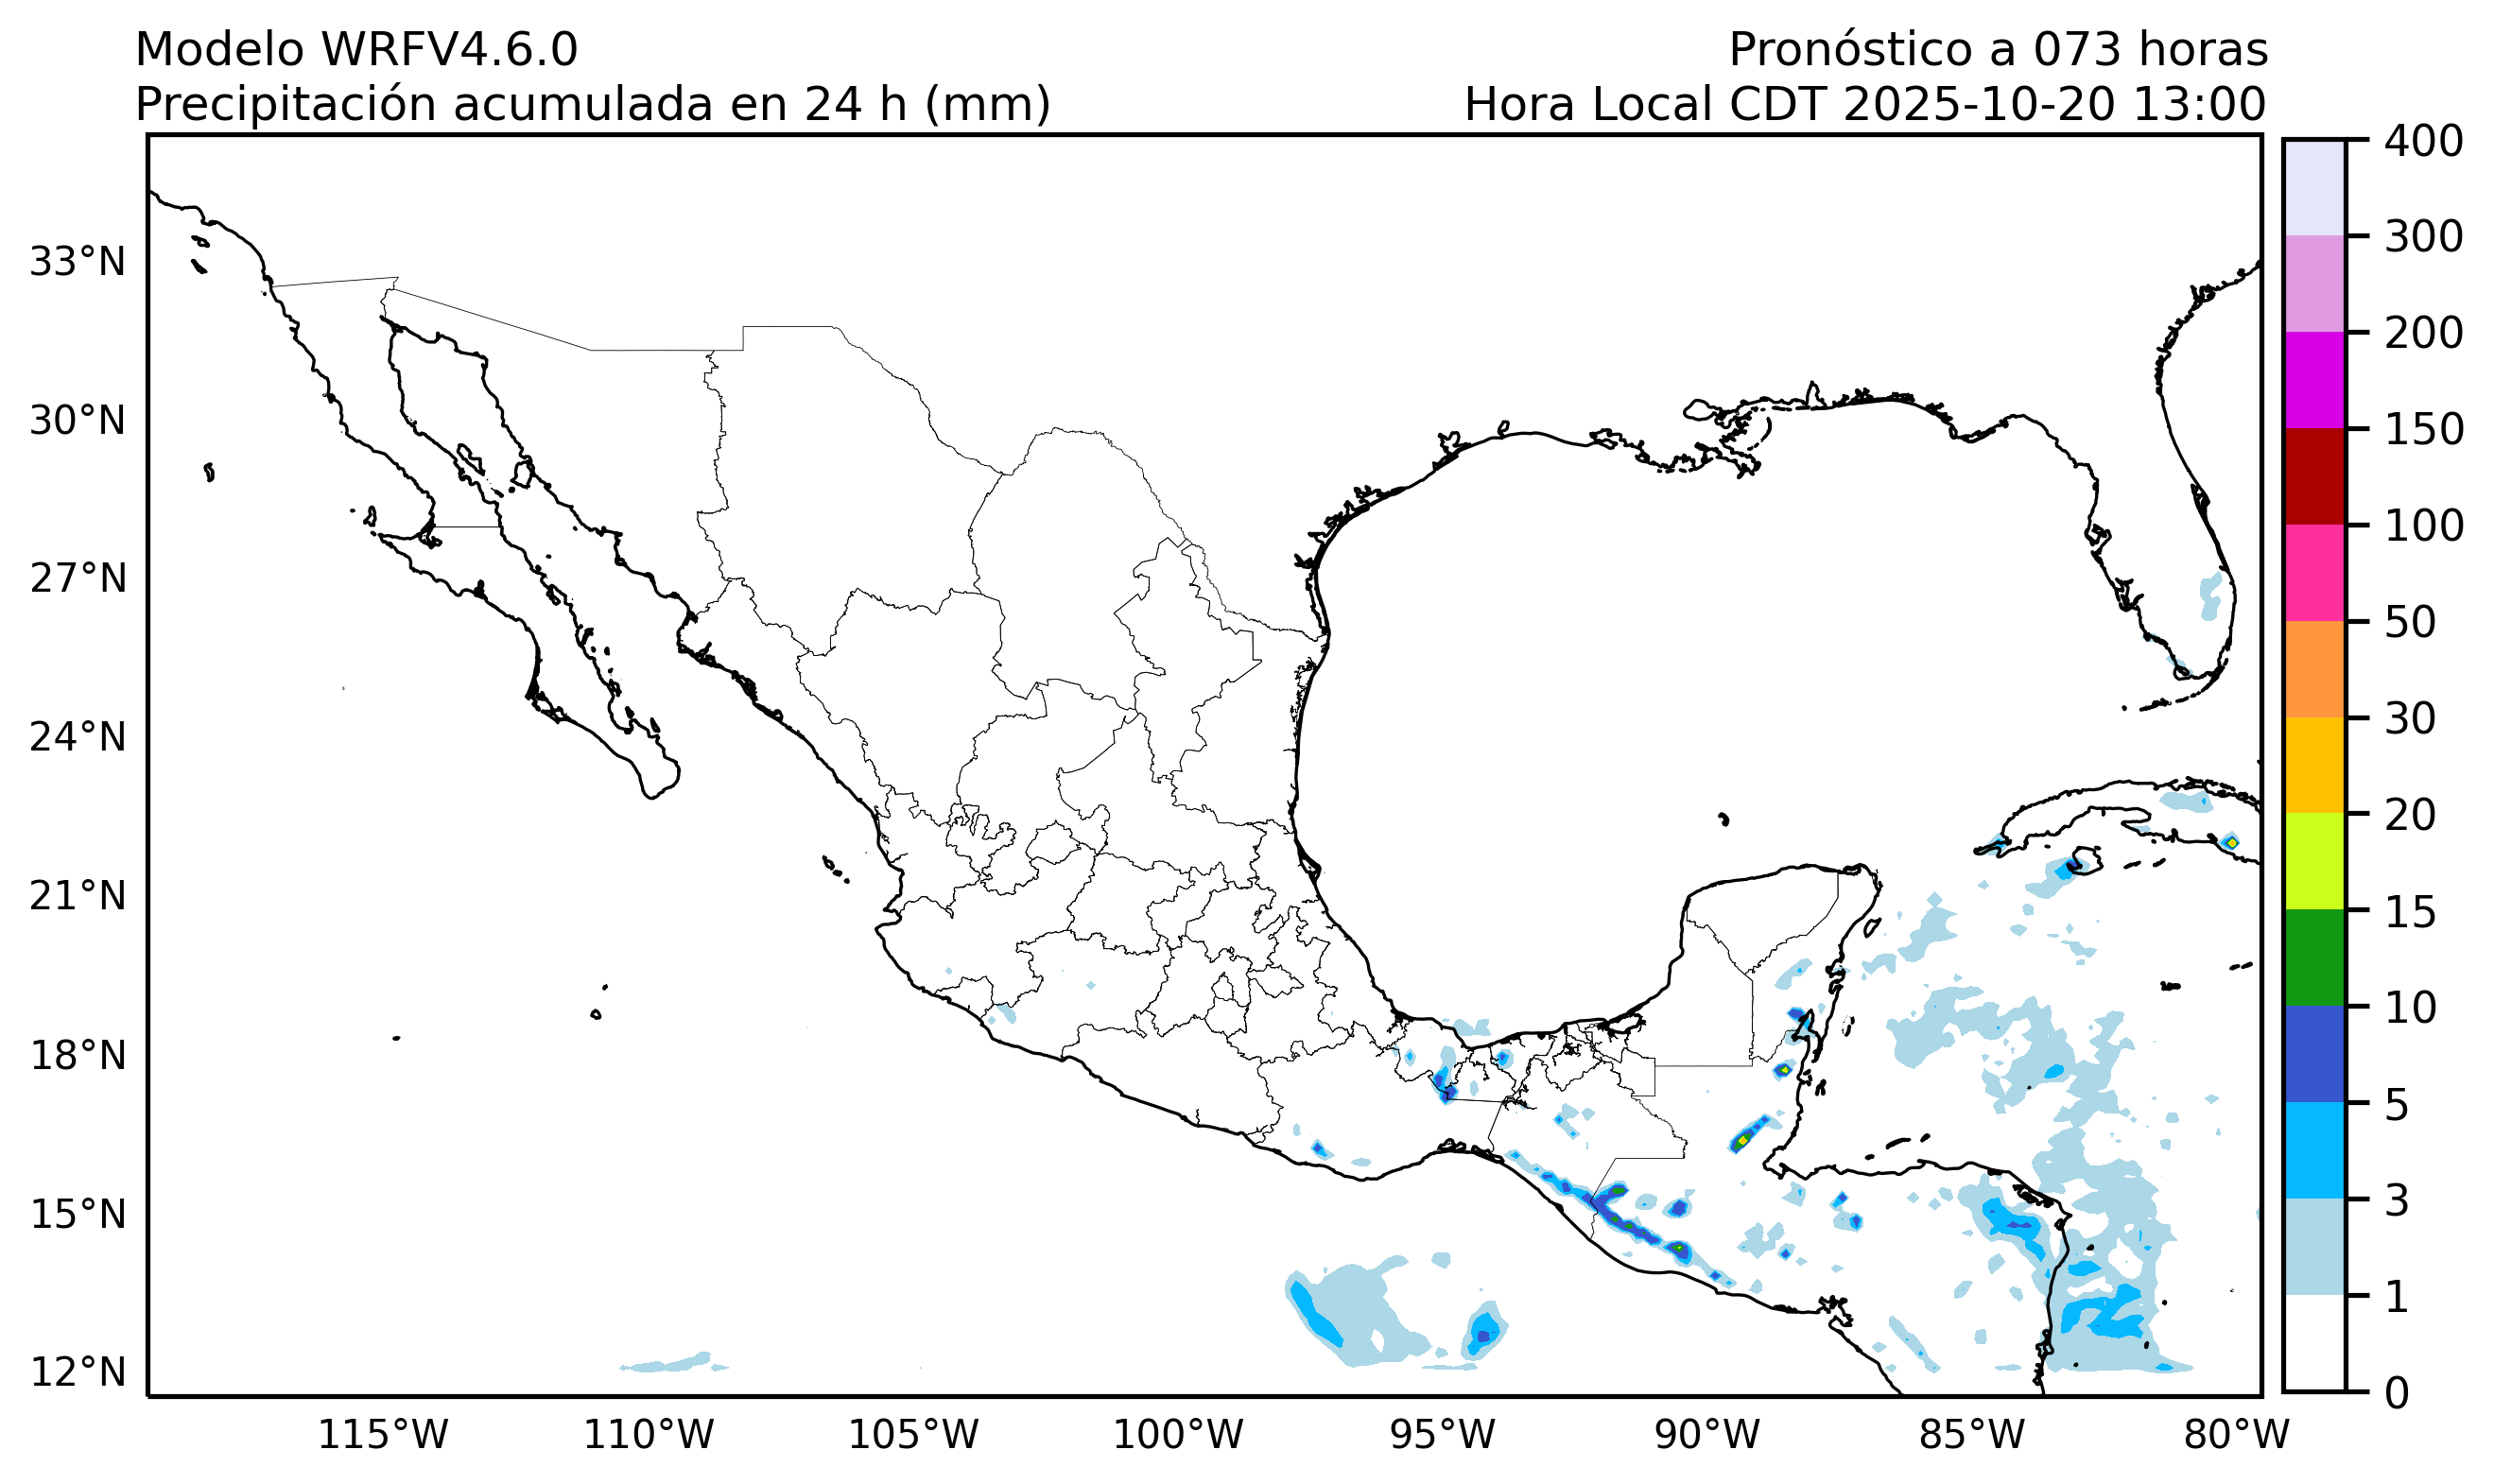 Modelo WRFV4.6.0
Pronóstico a 073 horas
Precipitación acumulada en 24 h (mm)
Hora Local CDT 2025-10-20 13:00
400
300
200
150
100
50
30
20
15
10
5
3
1
0
33°N
30°N
27°N
24°N
21°N
18°N
15°N
12°N
115°W
110°W
105°W
100°W
95°W
90°W
85°W
80°W